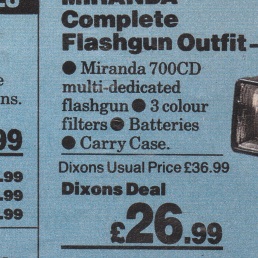 MIRANDA
Complete
Flashgun Outfit –
● Miranda 700CD
multi-dedicated
flashgun ● 3 colour
filters ● Batteries
● Carry Case.
Dixons Usual Price £36.99
Dixons Deal
£26.99
ns.
99
.99
.99
.99